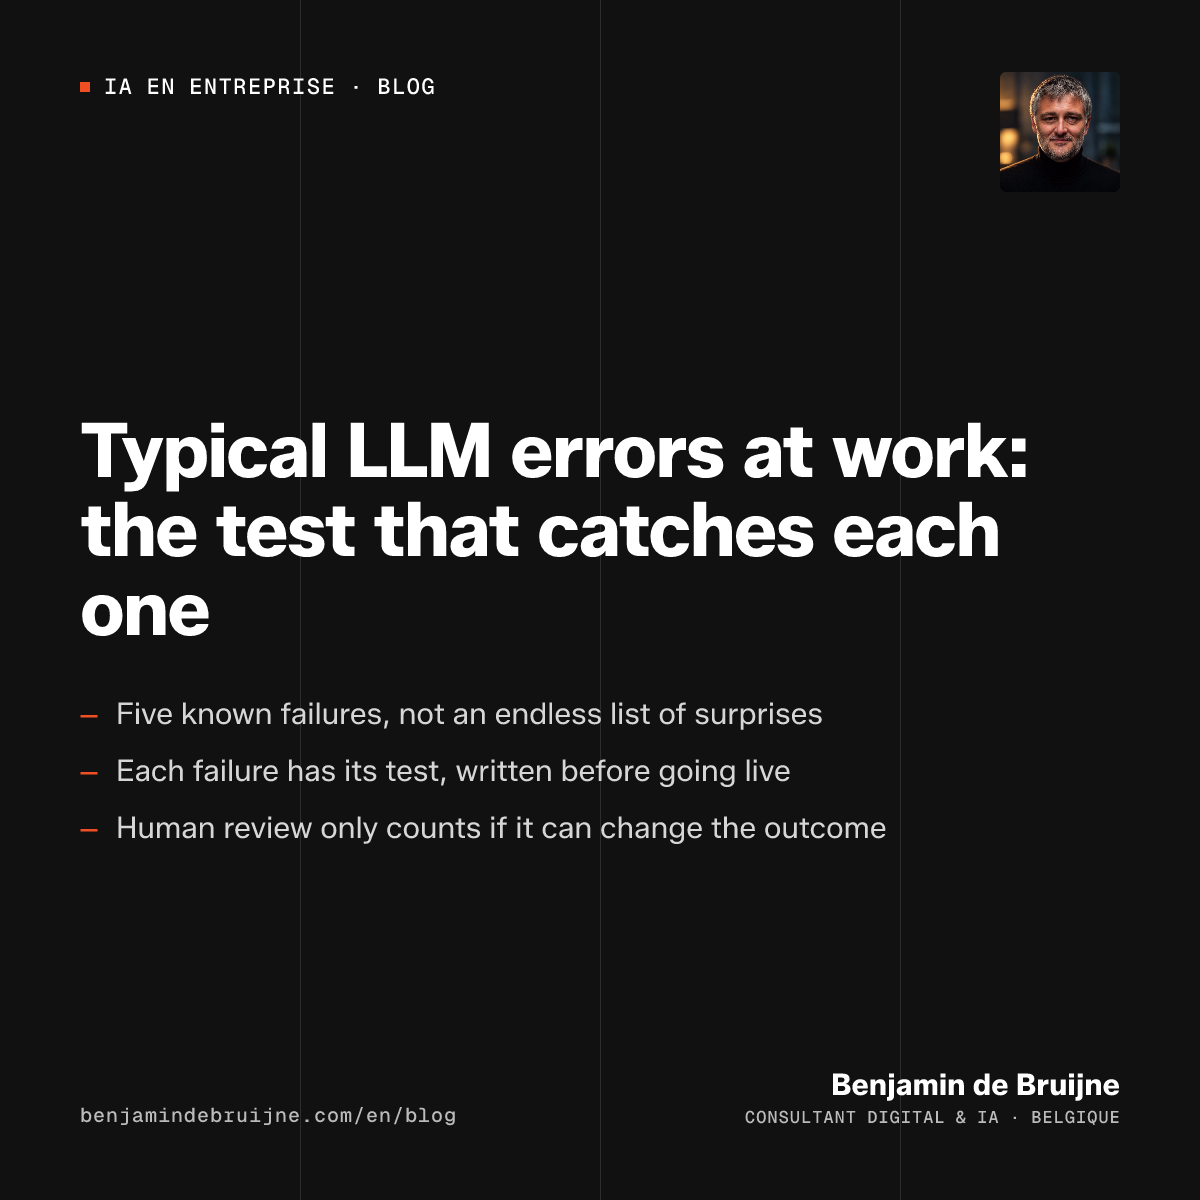 IA EN ENTREPRISE · BLOG
Typical LLM errors at work:
the test that catches each
one
– Five known failures, not an endless list of surprises
– Each failure has its test, written before going live
– Human review only counts if it can change the outcome
Benjamin de Bruijne
benjamindebruijne.com/en/blog
CONSULTANT DIGITAL & IA · BELGIQUE